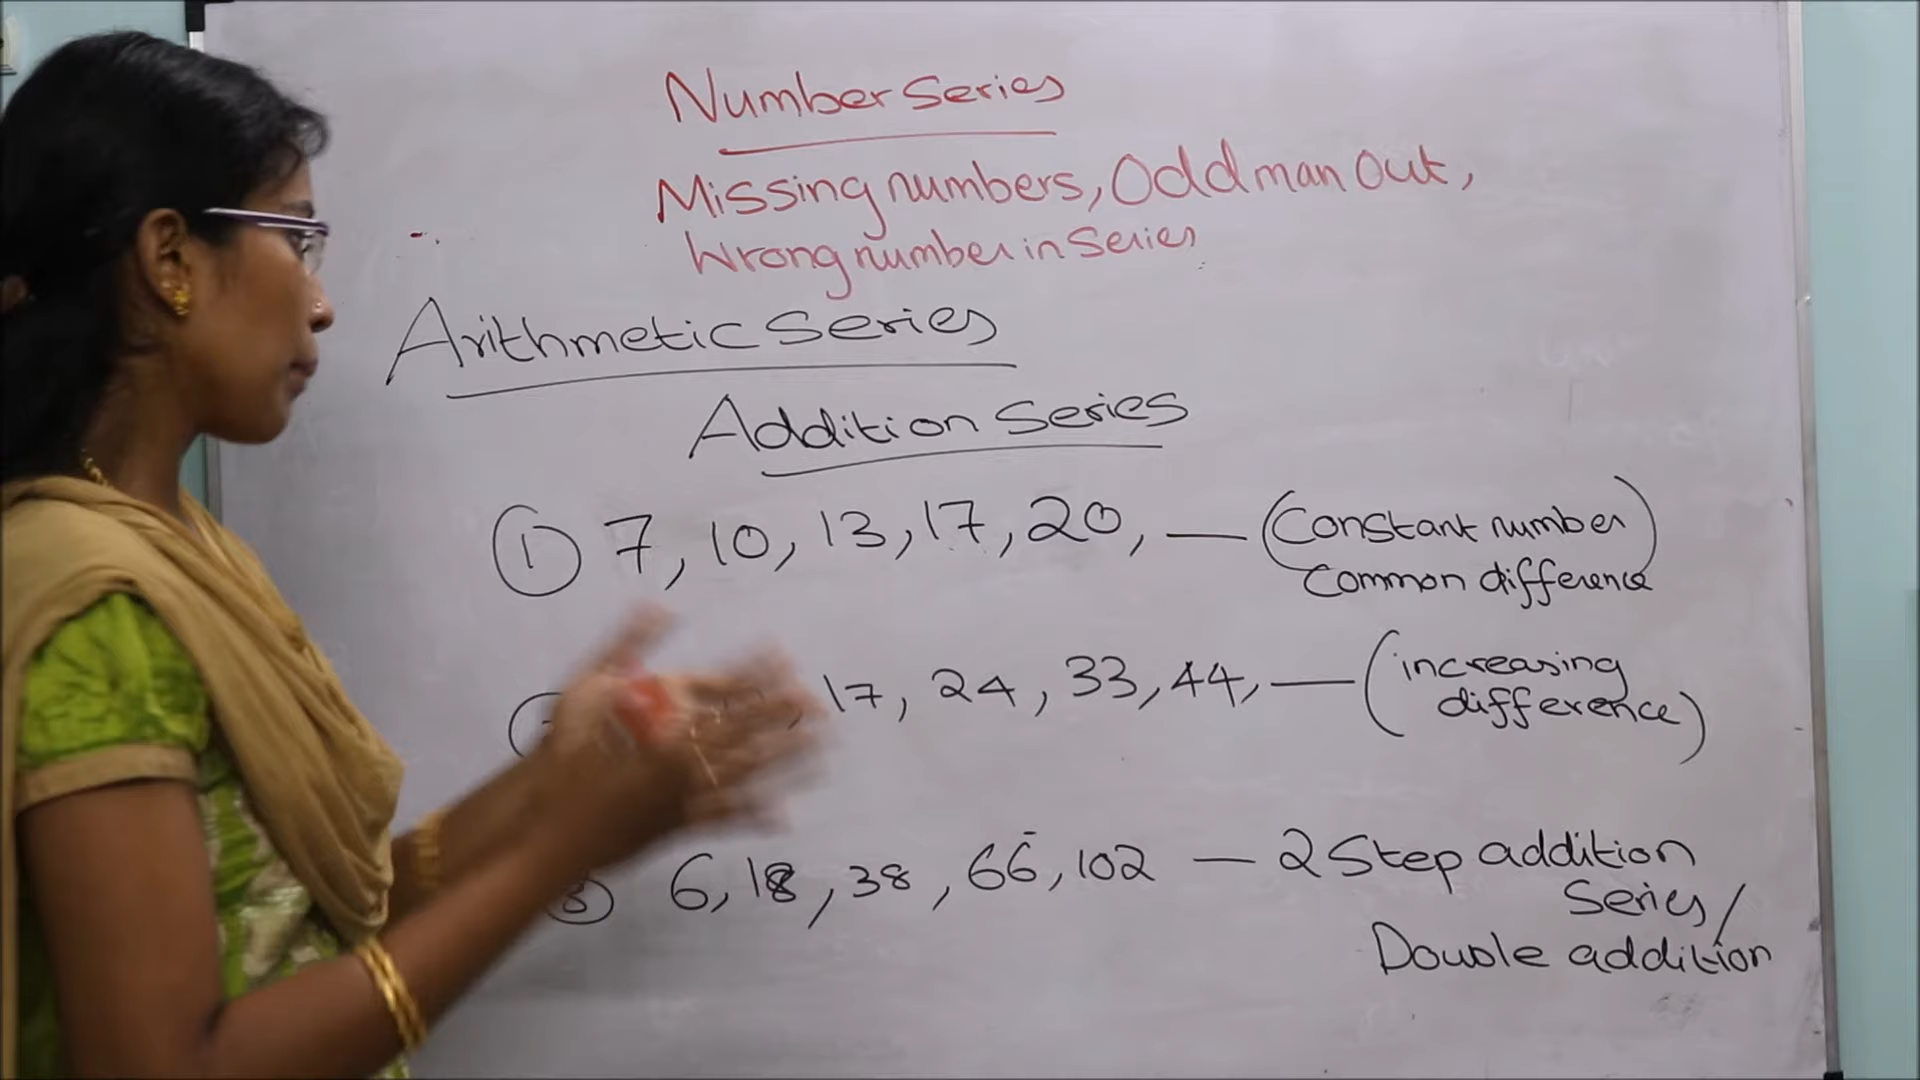 Number Series
Missing numbers, Odd man Out,
Wrong number in Series
Arithmetic Series
Addition Series
① 7, 10, 13, 17, 20, — (Constant number)
Common difference
17, 24, 33, 44, — (increasing
difference)
③ 6, 18, 38, 66, 102 — 2 Step addition
Series/
Double addition